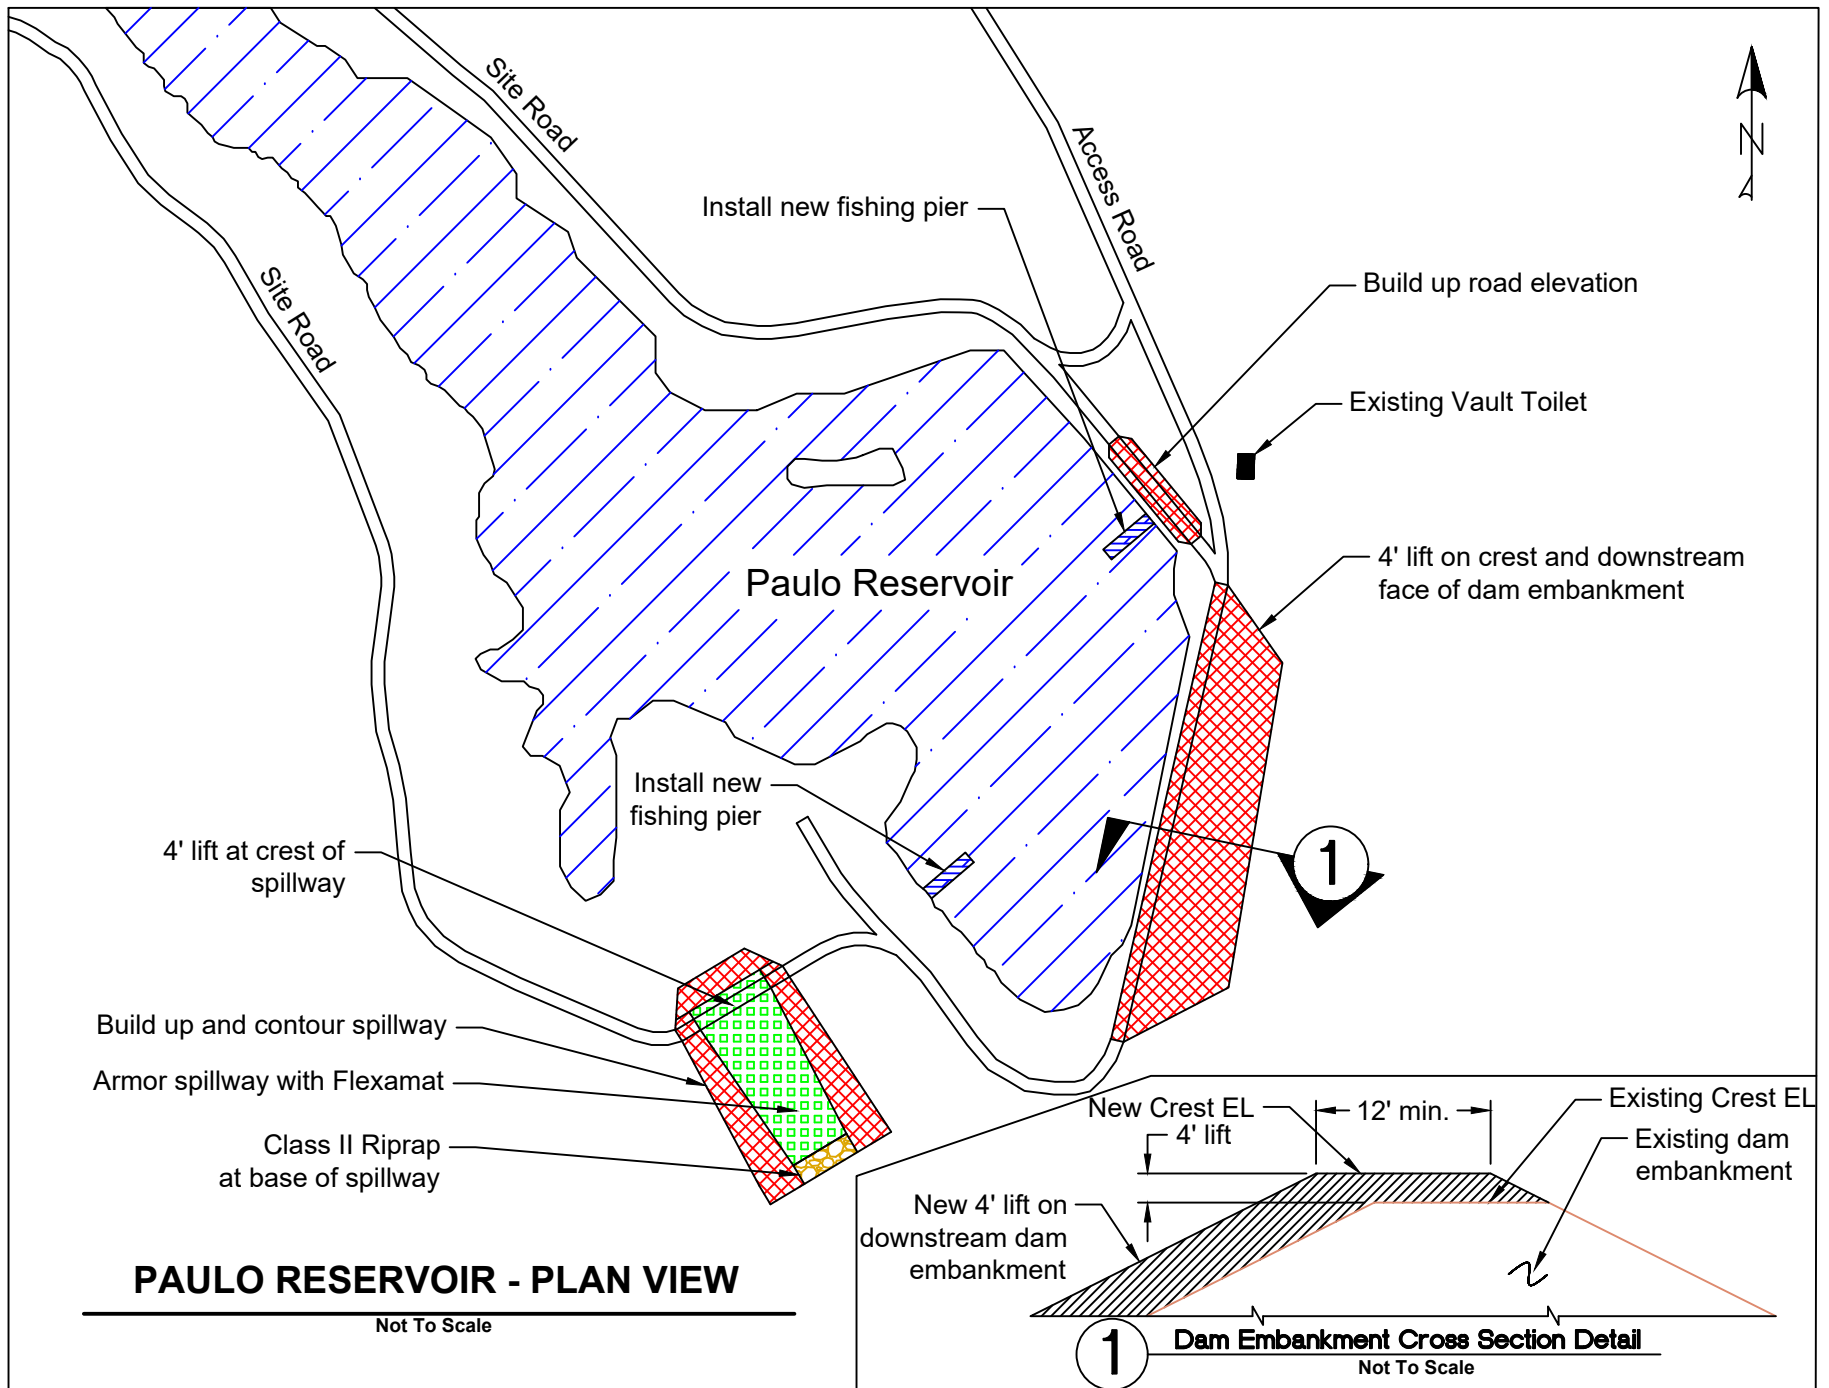 Site Road
Access Road
N
Install new fishing pier
Build up road elevation
Site Road
Existing Vault Toilet
4' lift on crest and downstream
face of dam embankment
Paulo Reservoir
Install new
fishing pier
4' lift at crest of
spillway
1
Build up and contour spillway
Armor spillway with Flexamat
Class II Riprap
at base of spillway
New Crest EL
12' min.
Existing Crest EL
4' lift
Existing dam
embankment
New 4' lift on
downstream dam
embankment
PAULO RESERVOIR - PLAN VIEW
Not To Scale
1
Dam Embankment Cross Section Detail
Not To Scale